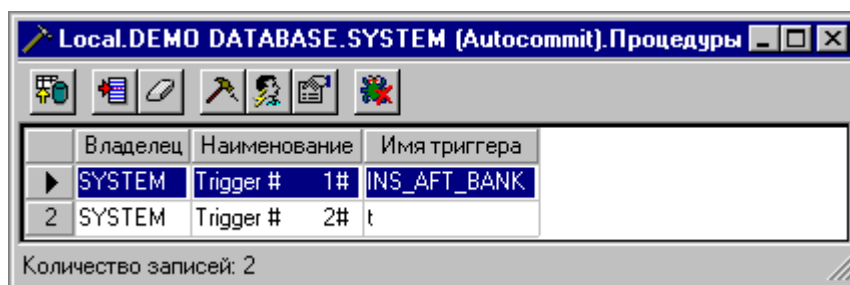 Local.DEMO DATABASE.SYSTEM (Autocommit).Процедуры
Владелец Наименование Имя триггера
SYSTEM Trigger # 1# INS_AFT_BANK
2 SYSTEM Trigger # 2# t
Количество записей: 2